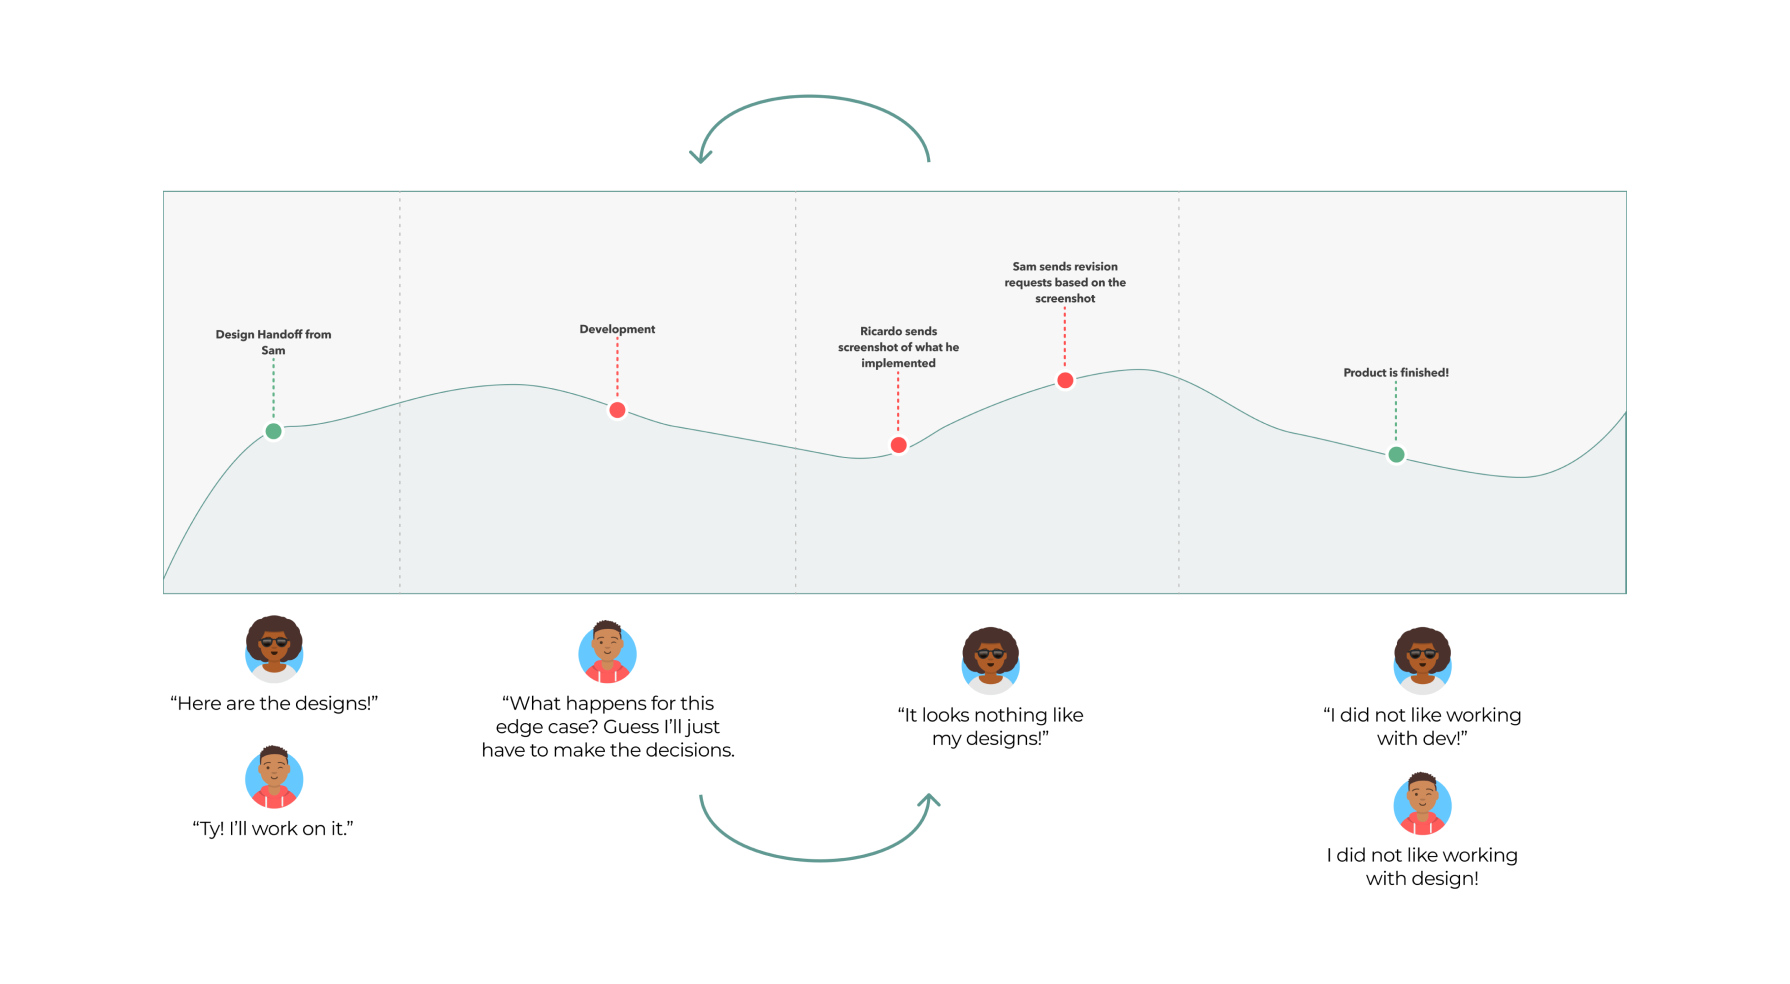 Design Handoff from
Sam
Development
Ricardo sends
screenshot of what he
implemented
Sam sends revision
requests based on the
screenshot
Product is finished!
“Here are the designs!”
“Ty! I’ll work on it.”
“What happens for this
edge case? Guess I’ll just
have to make the decisions.
“It looks nothing like
my designs!”
“I did not like working
with dev!”
I did not like working
with design!